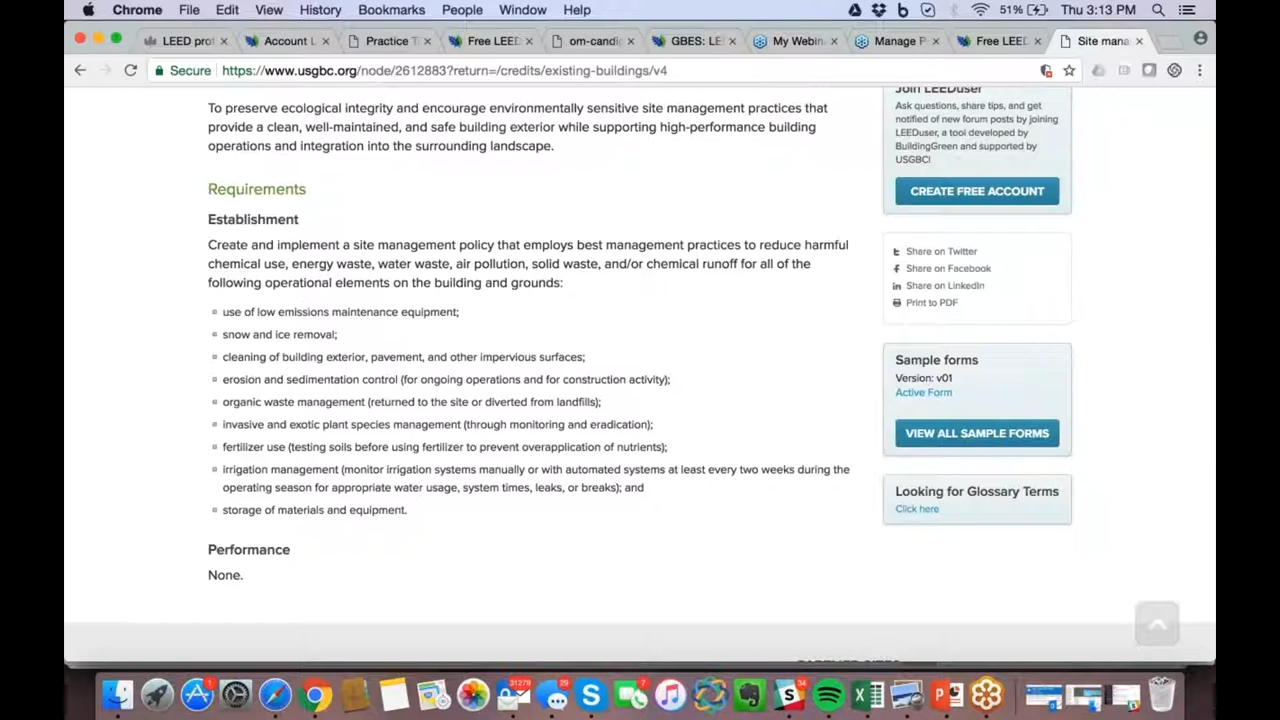 Chrome File Edit View History Bookmarks People Window Help 51% Thu 3:13 PM
LEED pro × Account L × Practice T × Free LEED × om-candi × GBES: LE × My Webin × Manage P × Free LEED × Site mana ×
Secure https://www.usgbc.org/node/2612883?return=/credits/existing-buildings/v4
To preserve ecological integrity and encourage environmentally sensitive site management practices that
provide a clean, well-maintained, and safe building exterior while supporting high-performance building
operations and integration into the surrounding landscape.
Requirements
Establishment
Create and implement a site management policy that employs best management practices to reduce harmful
chemical use, energy waste, water waste, air pollution, solid waste, and/or chemical runoff for all of the
following operational elements on the building and grounds:
use of low emissions maintenance equipment;
snow and ice removal;
cleaning of building exterior, pavement, and other impervious surfaces;
erosion and sedimentation control (for ongoing operations and for construction activity);
organic waste management (returned to the site or diverted from landfills);
invasive and exotic plant species management (through monitoring and eradication);
fertilizer use (testing soils before using fertilizer to prevent overapplication of nutrients);
irrigation management (monitor irrigation systems manually or with automated systems at least every two weeks during the
operating season for appropriate water usage, system times, leaks, or breaks); and
storage of materials and equipment.
Performance
None.
Join LEEDuser
Ask questions, share tips, and get
notified of new forum posts by joining
LEEDuser, a tool developed by
BuildingGreen and supported by
USGBC!
CREATE FREE ACCOUNT
Share on Twitter
Share on Facebook
Share on LinkedIn
Print to PDF
Sample forms
Version: v01
Active Form
VIEW ALL SAMPLE FORMS
Looking for Glossary Terms
Click here
1 31279 29 7 34